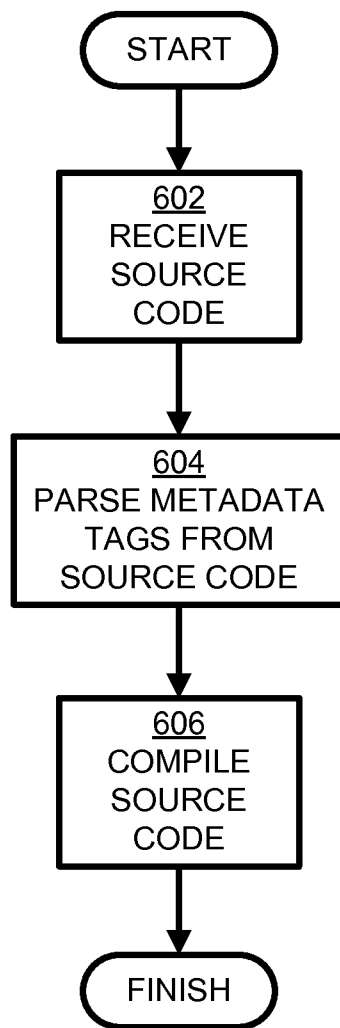 START
602
RECEIVE
SOURCE
CODE
604
PARSE METADATA
TAGS FROM
SOURCE CODE
606
COMPILE
SOURCE
CODE
FINISH